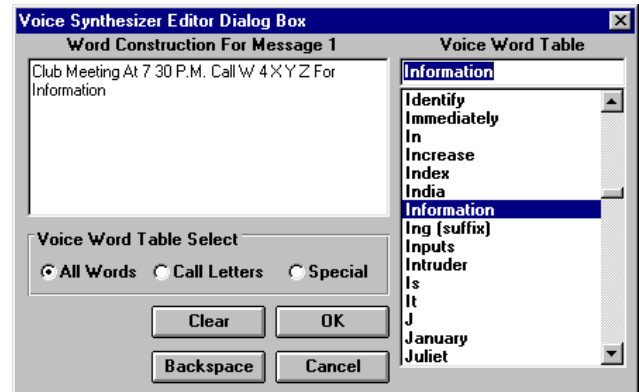 Voice Synthesizer Editor Dialog Box
Word Construction For Message 1
Club Meeting At 7 30 P.M. Call W 4 X Y Z For
Information
Voice Word Table Select
All Words Call Letters Special
Clear OK
Backspace Cancel
Voice Word Table
Information
Identify
Immediately
In
Increase
Index
India
Information
Ing (suffix)
Inputs
Intruder
Is
It
J
January
Juliet